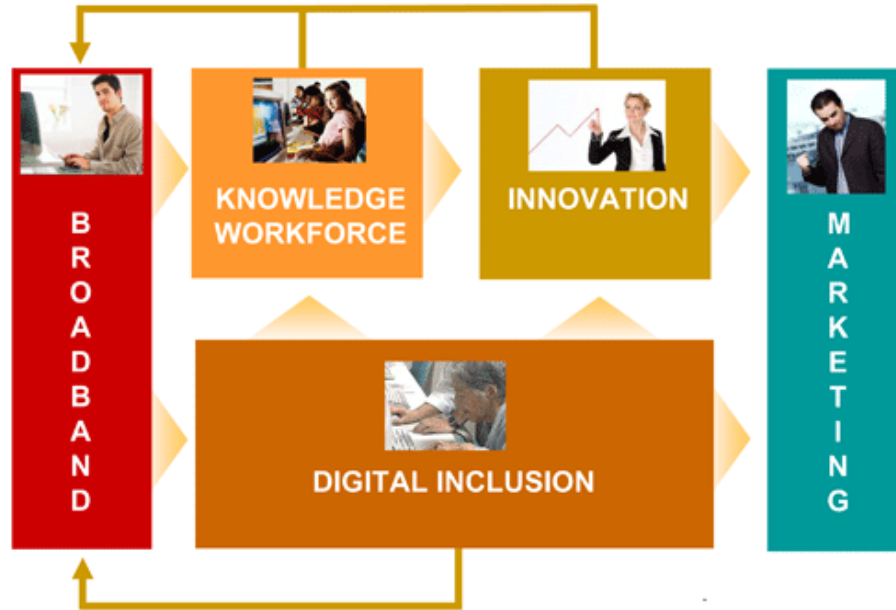 BROADBAND
KNOWLEDGE
WORKFORCE
INNOVATION
MARKETING
DIGITAL INCLUSION